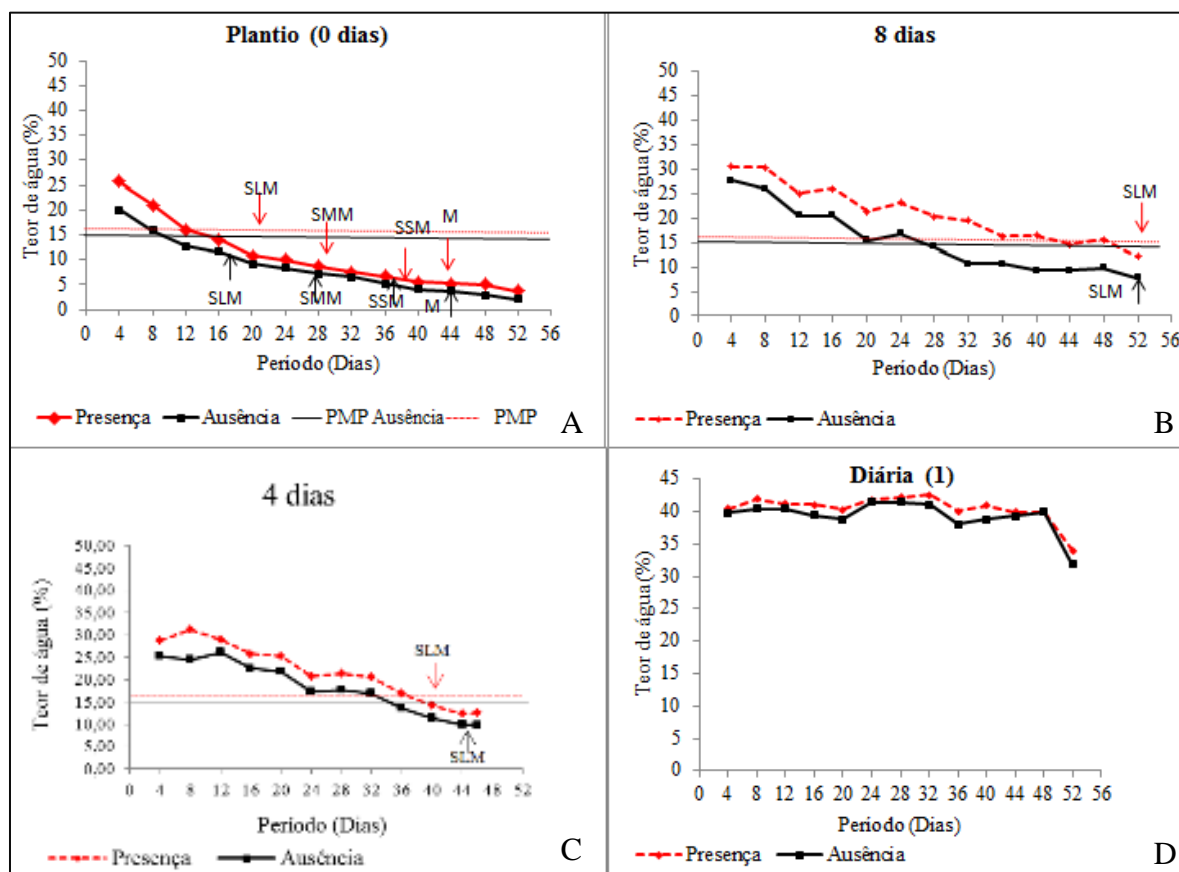 Plantio (0 dias)
Teor de água (%)
50
45
40
35
30
25
20
15
10
5
0
SLM
SMM
SSM
M
SLM
SMM
SSM
M
0 4 8 12 16 20 24 28 32 36 40 44 48 52 56
Período (Dias)
Presença Ausência PMP Ausência PMP
A
8 dias
Teor de água (%)
50
45
40
35
30
25
20
15
10
5
0
SLM
SLM
0 4 8 12 16 20 24 28 32 36 40 44 48 52 56
Período (Dias)
Presença Ausência
B
4 dias
Teor de água (%)
50,00
45,00
40,00
35,00
30,00
25,00
20,00
15,00
10,00
5,00
0,00
SLM
SLM
0 4 8 12 16 20 24 28 32 36 40 44 48 52
Período (Dias)
Presença Ausência
C
Diária (1)
Teor de água (%)
45
40
35
30
25
20
15
10
5
0
0 4 8 12 16 20 24 28 32 36 40 44 48 52 56
Período (Dias)
Presença Ausência
D